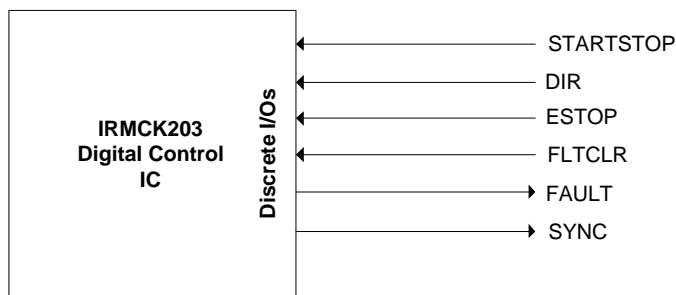 IRMCK203
Digital Control
IC
Discrete I/Os
STARTSTOP
DIR
ESTOP
FLTCLR
FAULT
SYNC